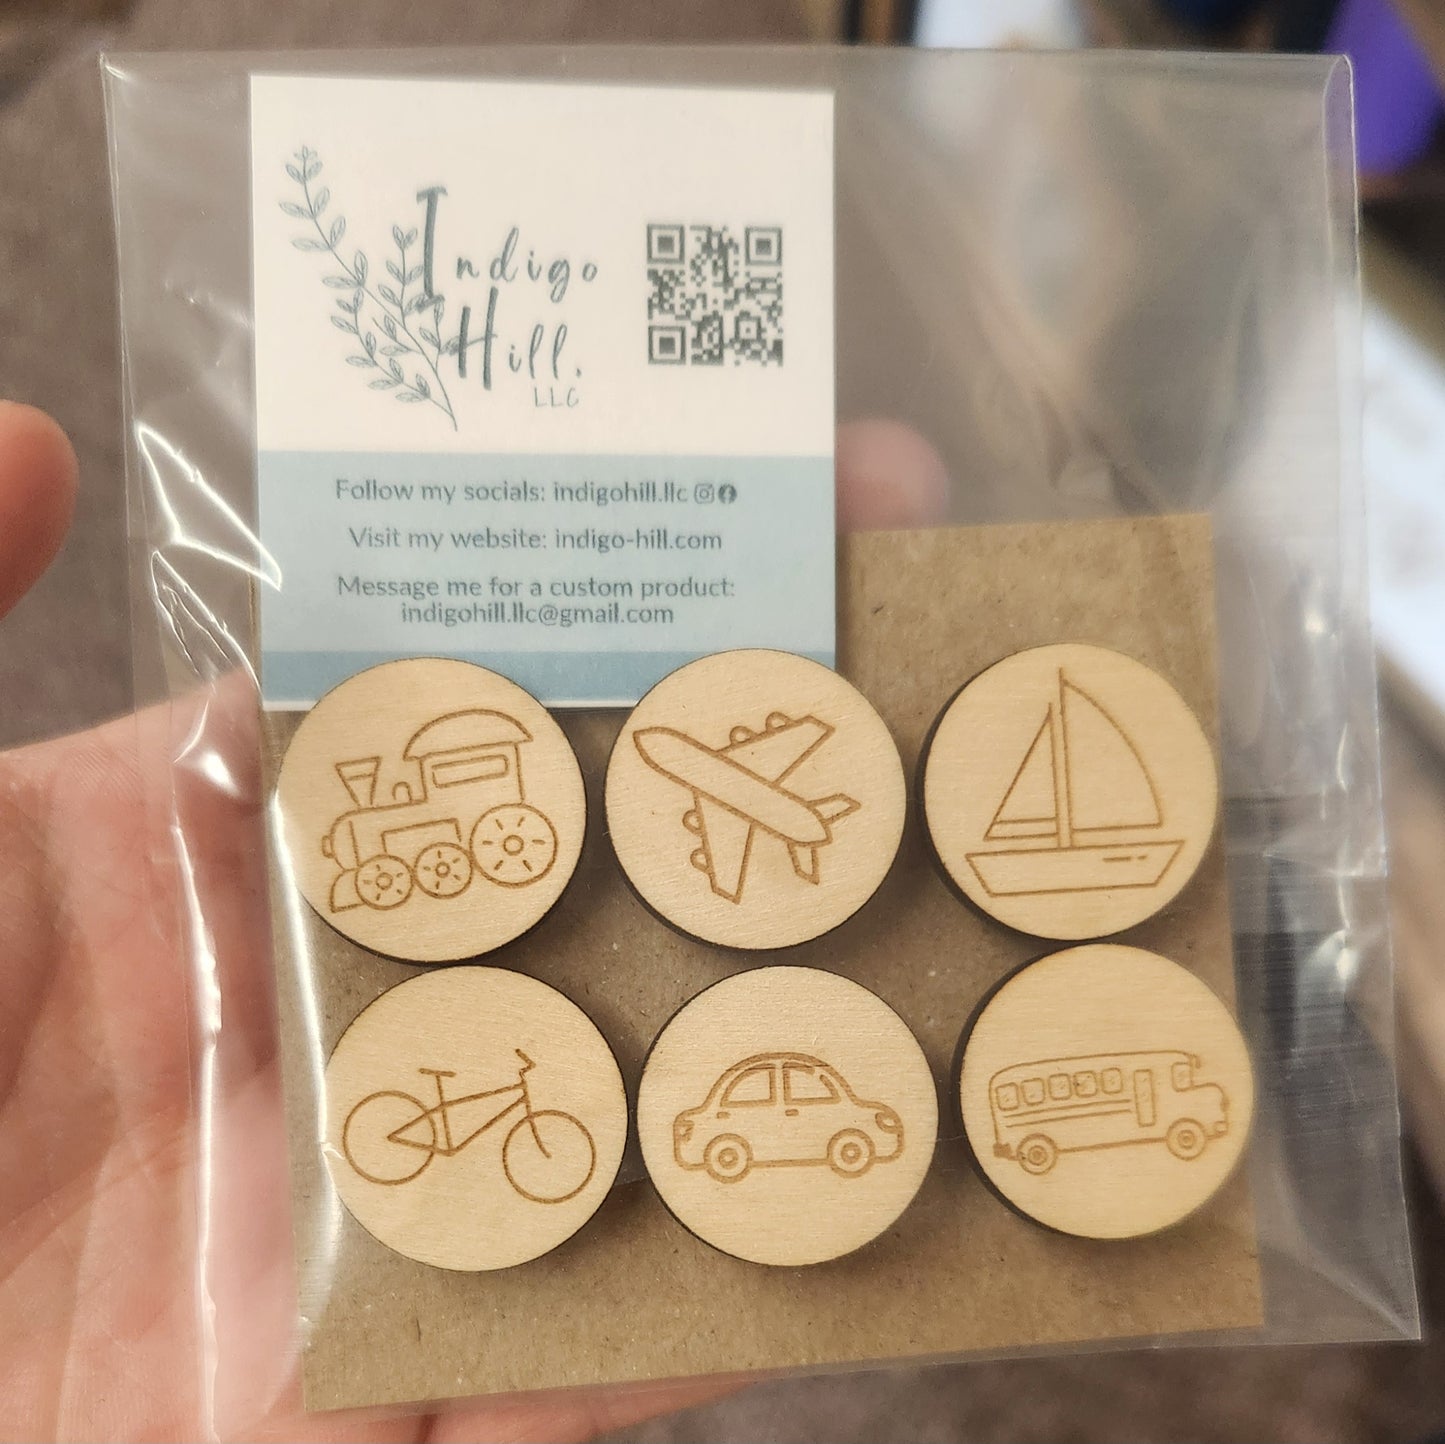 Indigo
Hill.
LLC
Follow my socials: indigohill.llc
Visit my website: indigo-hill.com
Message me for a custom product:
indigohill.llc@gmail.com